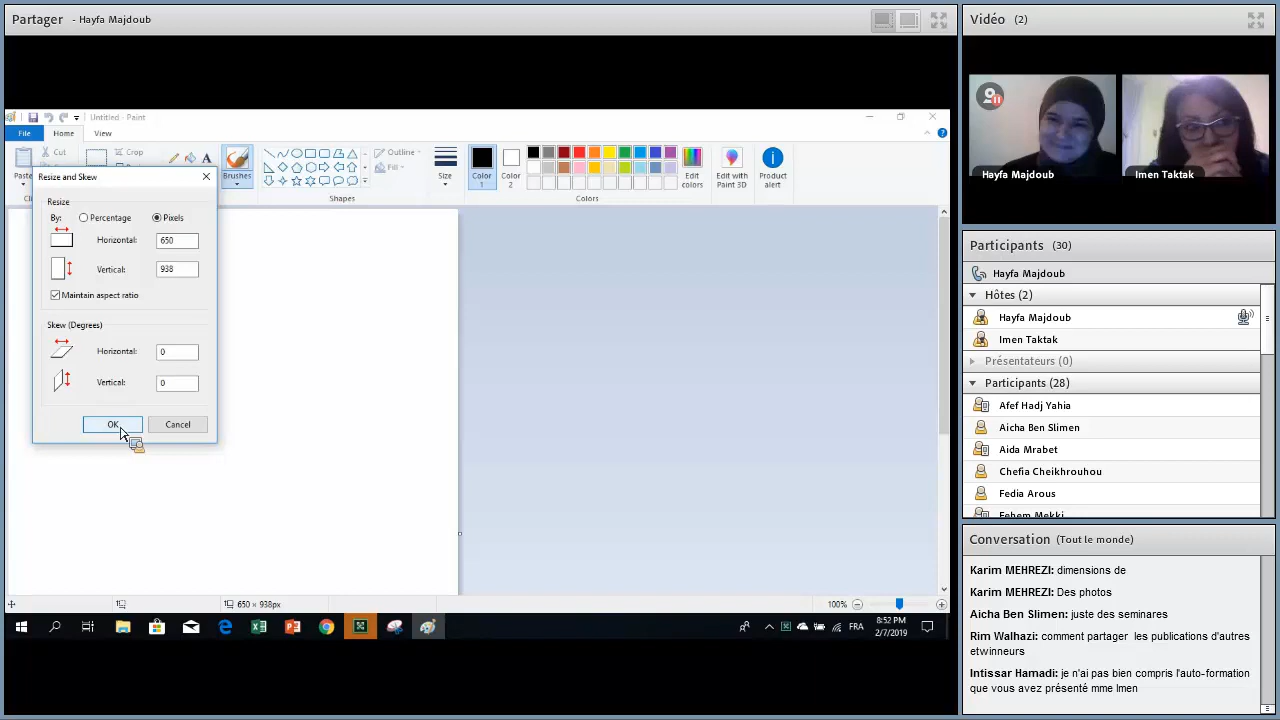 Partager - Hayfa Majdoub
Untitled - Paint
File Home View
Paste
Cut
Crop
Brushes
Outline
Fill
Shapes
Size
Color 1
Color 2
Edit colors
Edit with Paint 3D
Product alert
Colors
Resize and Skew
Resize
By: Percentage Pixels
Horizontal: 650
Vertical: 938
Maintain aspect ratio
Skew (Degrees)
Horizontal: 0
Vertical: 0
OK Cancel
650 × 938px
100%
FRA
8:52 PM
2/7/2019
Vidéo (2)
Hayfa Majdoub
Imen Taktak
Participants (30)
Hayfa Majdoub
Hôtes (2)
Hayfa Majdoub
Imen Taktak
Présentateurs (0)
Participants (28)
Afef Hadj Yahia
Aicha Ben Slimen
Aida Mrabet
Chefia Cheikhrouhou
Fedia Arous
Fehem Mekki
Conversation (Tout le monde)
Karim MEHREZI: dimensions de
Karim MEHREZI: Des photos
Aicha Ben Slimen: juste des seminares
Rim Walhazi: comment partager les publications d'autres
etwinneurs
Intissar Hamadi: je n'ai pas bien compris l'auto-formation
que vous avez présenté mme Imen